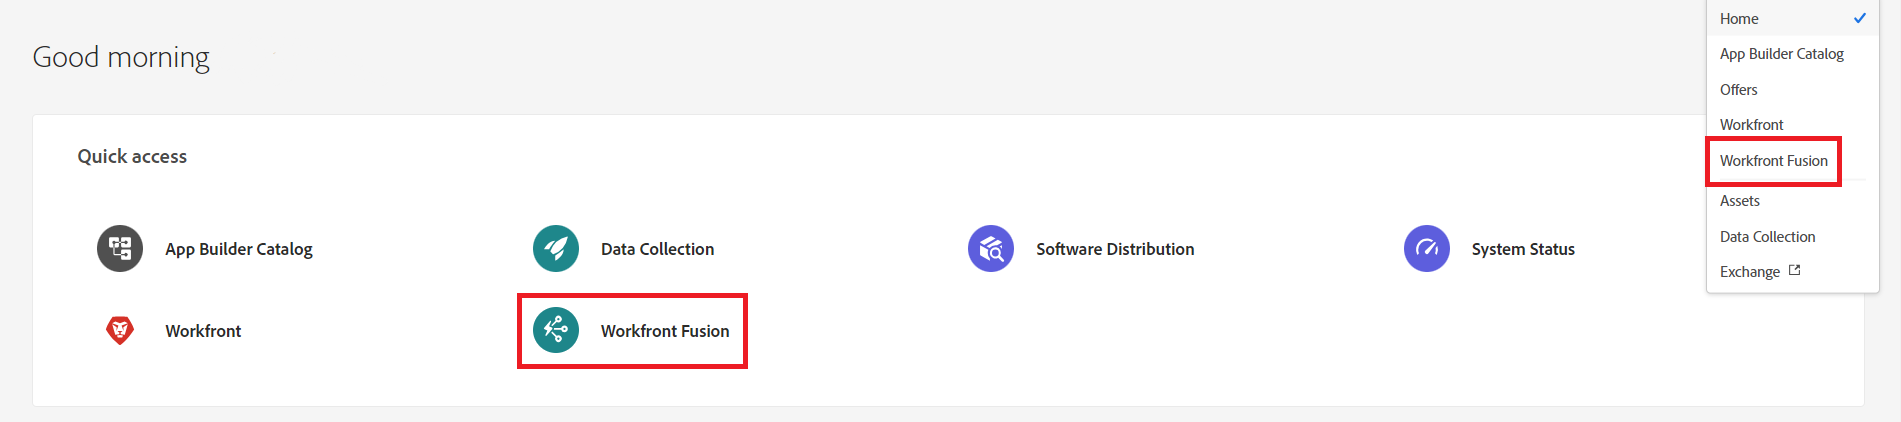 Good morning
Quick access
App Builder Catalog
Data Collection
Software Distribution
System Status
Workfront
Workfront Fusion
Home
App Builder Catalog
Offers
Workfront
Workfront Fusion
Assets
Data Collection
Exchange